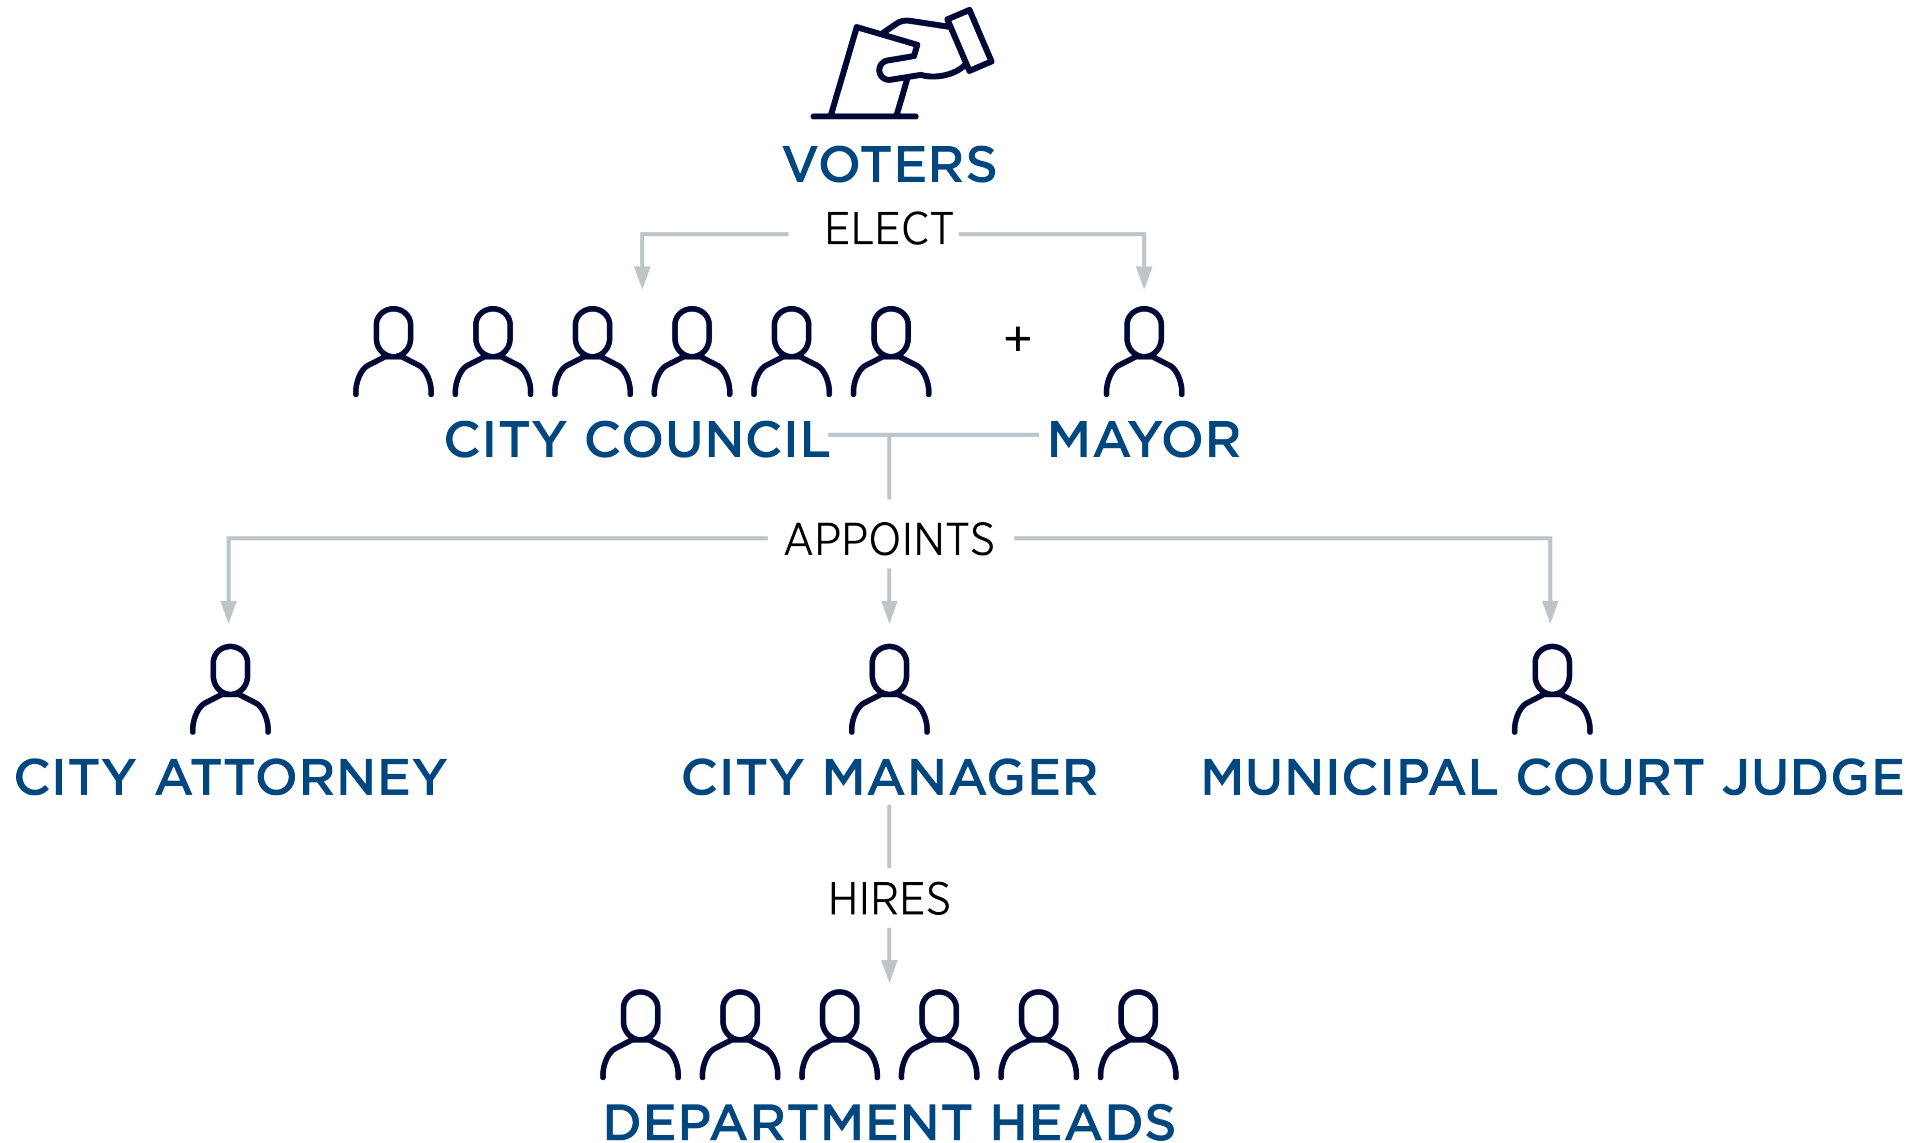 VOTERS
ELECT
+
CITY COUNCIL
MAYOR
APPOINTS
CITY ATTORNEY
CITY MANAGER
MUNICIPAL COURT JUDGE
HIRES
DEPARTMENT HEADS